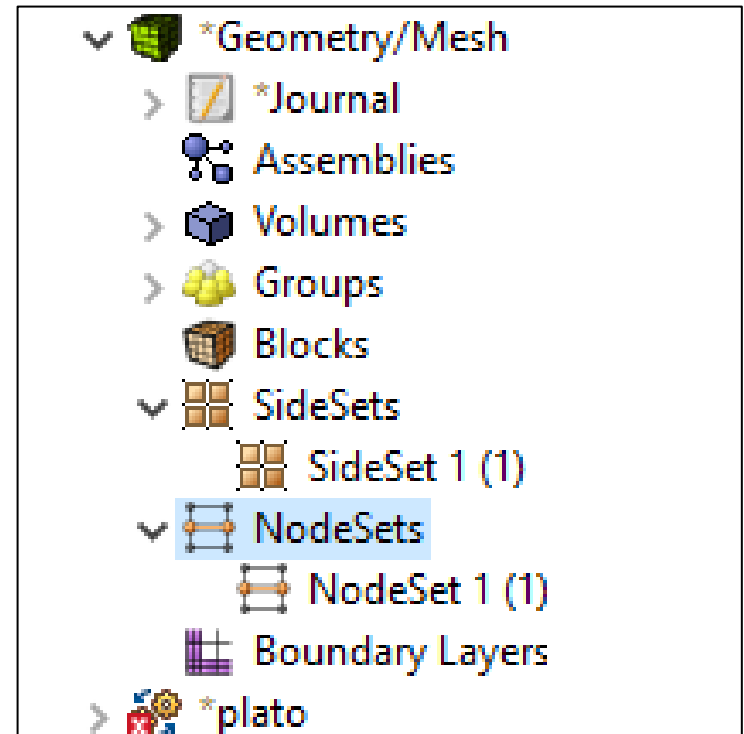 *Geometry/Mesh
*Journal
Assemblies
Volumes
Groups
Blocks
SideSets
SideSet 1 (1)
NodeSets
NodeSet 1 (1)
Boundary Layers
*plato